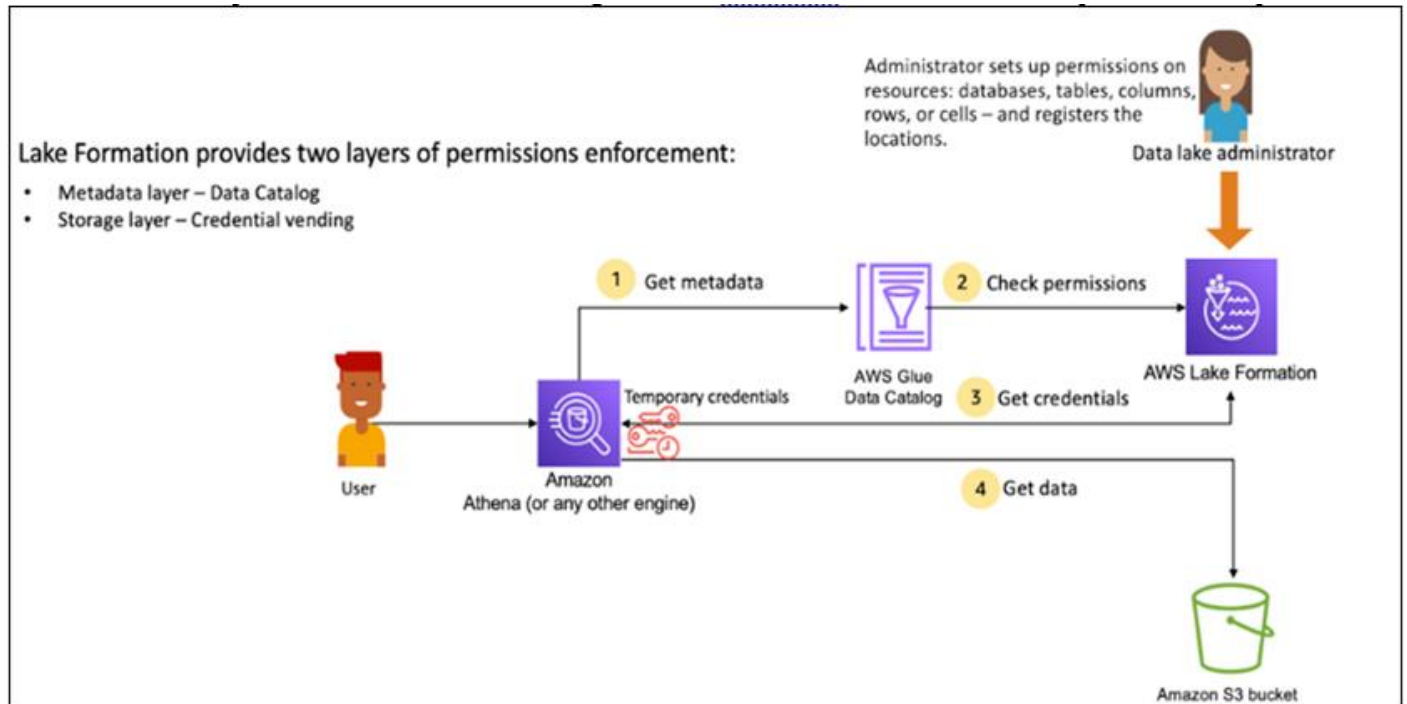 Administrator sets up permissions on
resources: databases, tables, columns,
rows, or cells – and registers the
locations.
Data lake administrator
Lake Formation provides two layers of permissions enforcement:
• Metadata layer – Data Catalog
• Storage layer – Credential vending
1 Get metadata
2 Check permissions
AWS Glue
Data Catalog
AWS Lake Formation
Temporary credentials
3 Get credentials
User
Amazon
Athena (or any other engine)
4 Get data
Amazon S3 bucket